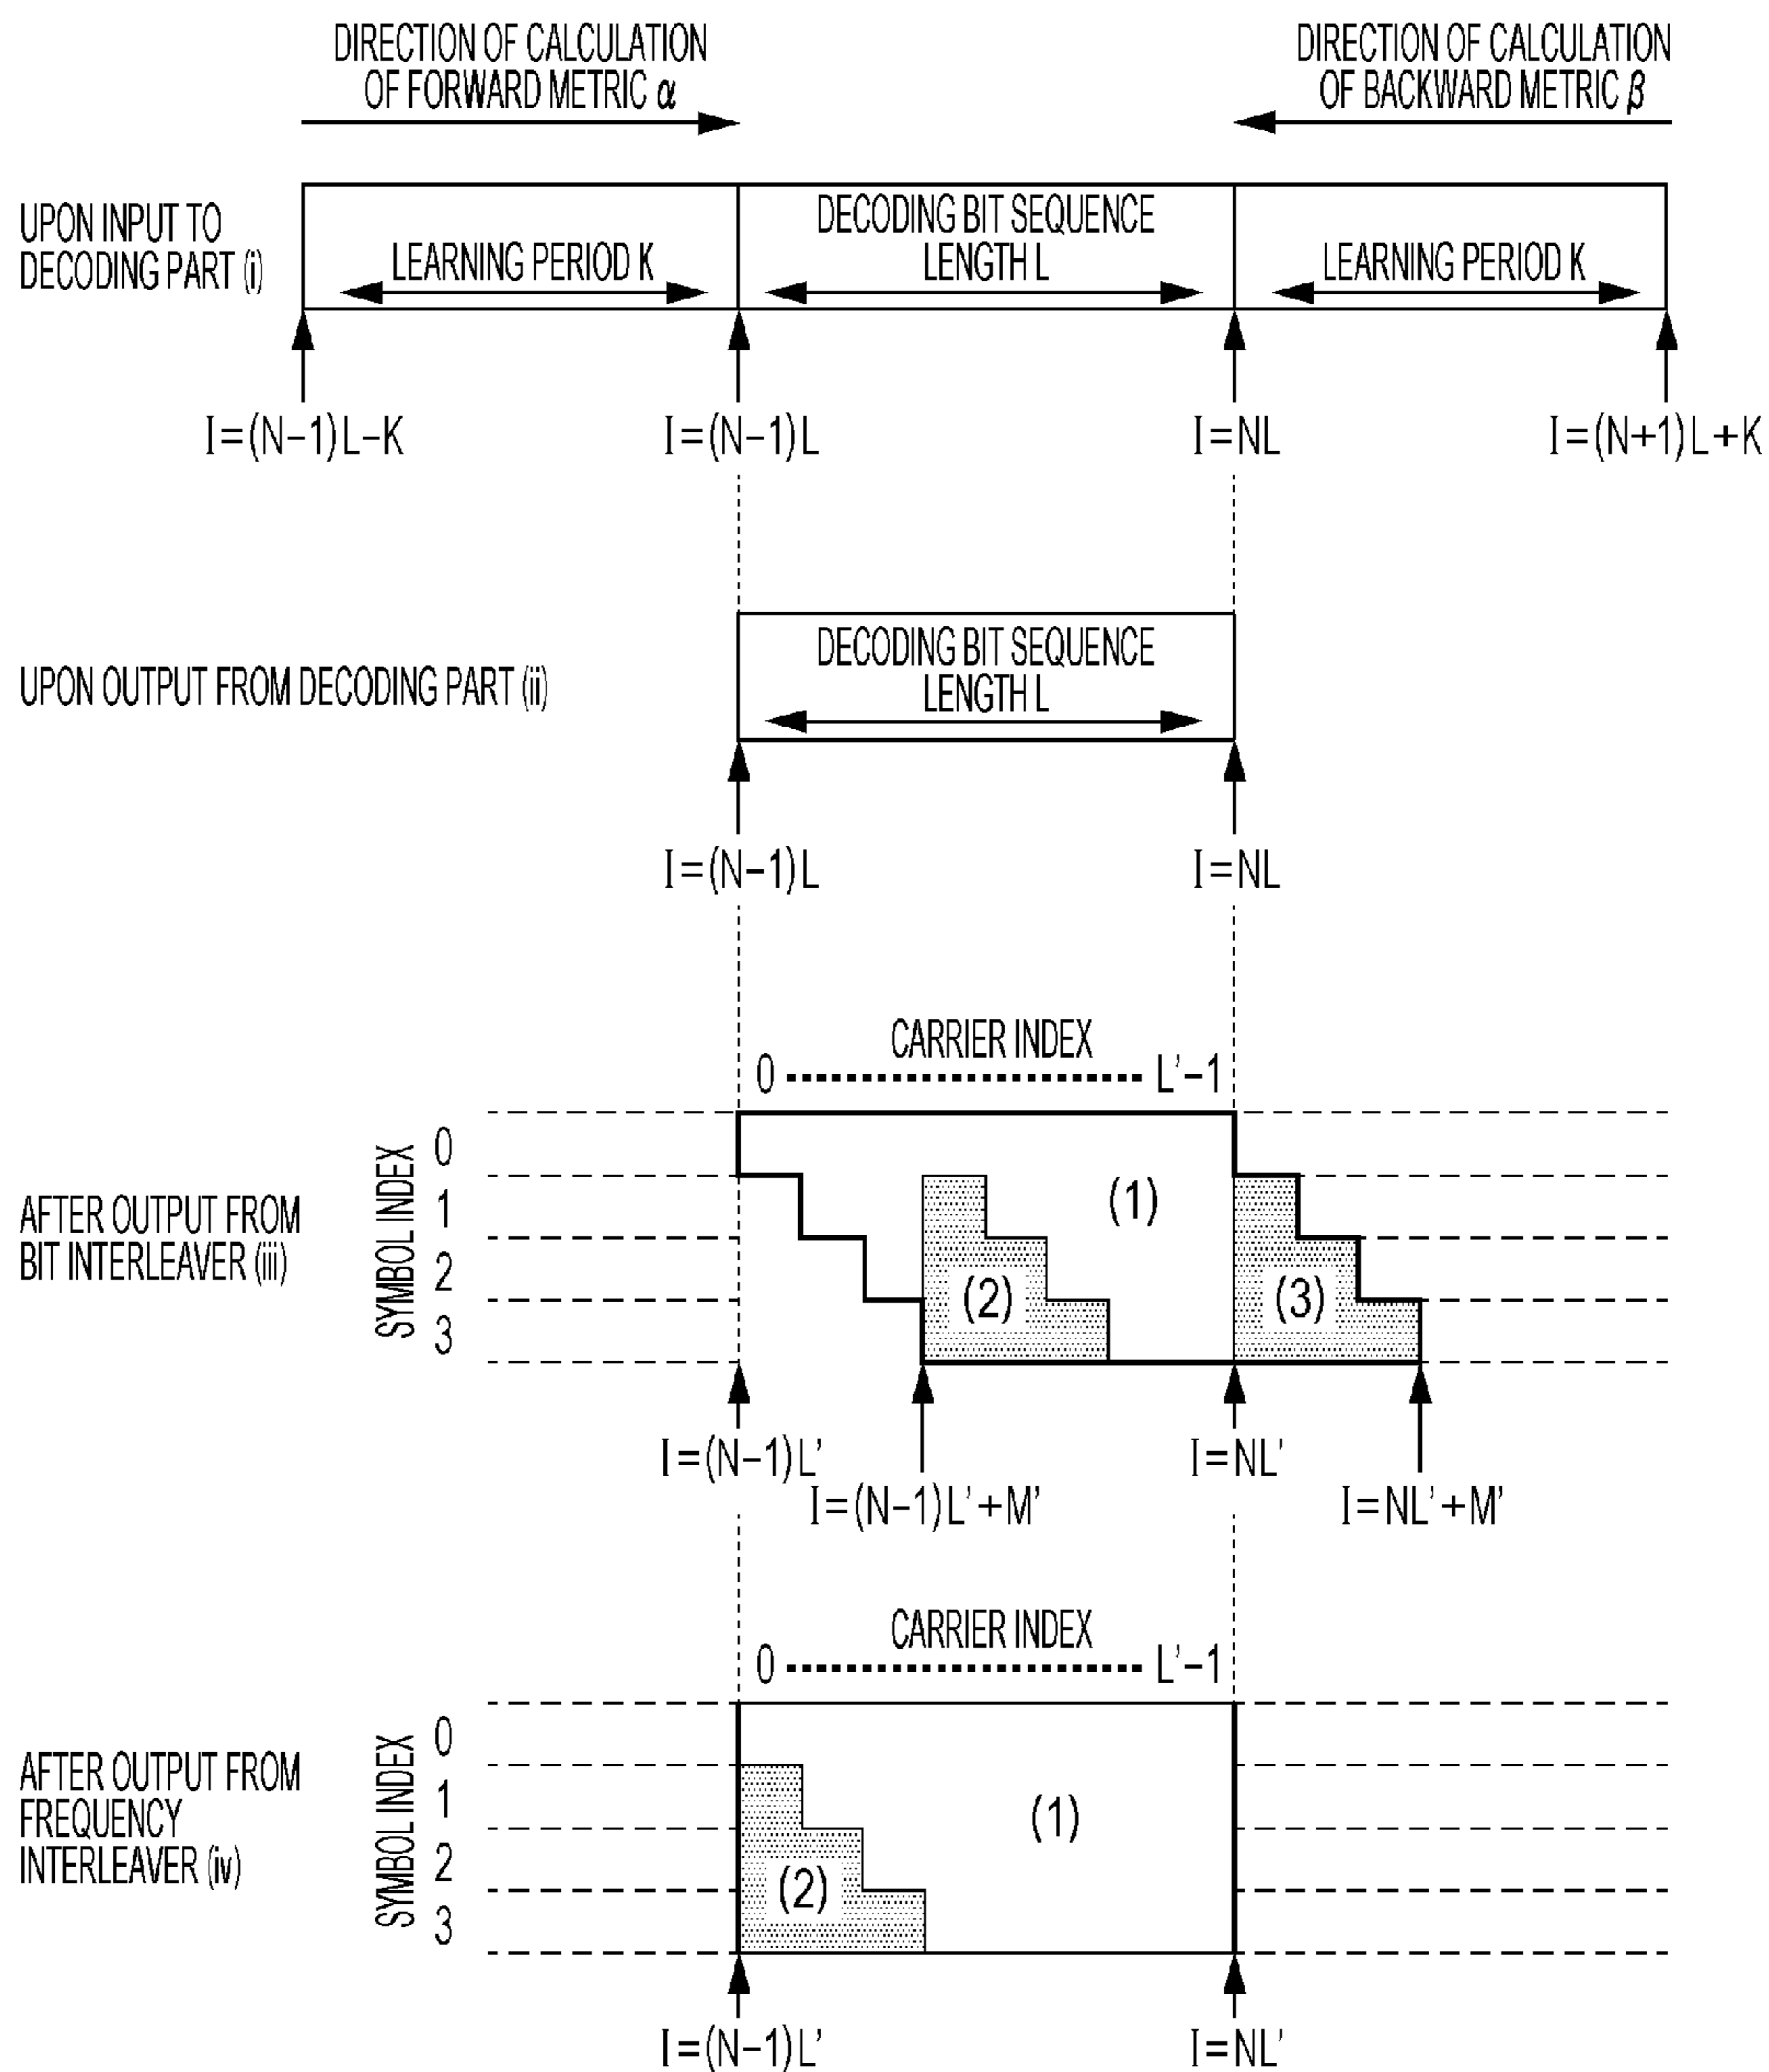 DIRECTION OF CALCULATION
OF FORWARD METRIC α
DIRECTION OF CALCULATION
OF BACKWARD METRIC β
UPON INPUT TO
DECODING PART (i)
LEARNING PERIOD K
DECODING BIT SEQUENCE
LENGTH L
LEARNING PERIOD K
I=(N−1)L−K
I=(N−1)L
I=NL
I=(N+1)L+K
UPON OUTPUT FROM DECODING PART (ii)
DECODING BIT SEQUENCE
LENGTH L
I=(N−1)L
I=NL
CARRIER INDEX
0 L'−1
AFTER OUTPUT FROM
BIT INTERLEAVER (iii)
SYMBOL INDEX
0
1
2
3
(1)
(2)
(3)
I=(N−1)L'
I=(N−1)L'+M'
I=NL'
I=NL'+M'
CARRIER INDEX
0 L'−1
AFTER OUTPUT FROM
FREQUENCY
INTERLEAVER (iv)
SYMBOL INDEX
0
1
2
3
(1)
(2)
I=(N−1)L'
I=NL'